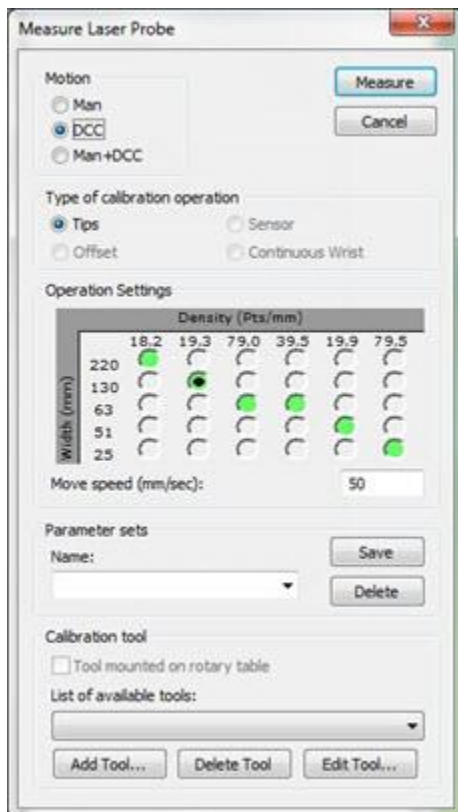 Measure Laser Probe
Motion
Man
DCC
Man+DCC
Measure
Cancel
Type of calibration operation
Tips
Sensor
Offset
Continuous Wrist
Operation Settings
Density (Pts/mm)
18.2 19.3 79.0 39.5 19.9 79.5
Width (mm)
220
130
63
51
25
Move speed (mm/sec):
50
Parameter sets
Name:
Save
Delete
Calibration tool
Tool mounted on rotary table
List of available tools:
Add Tool...
Delete Tool
Edit Tool...